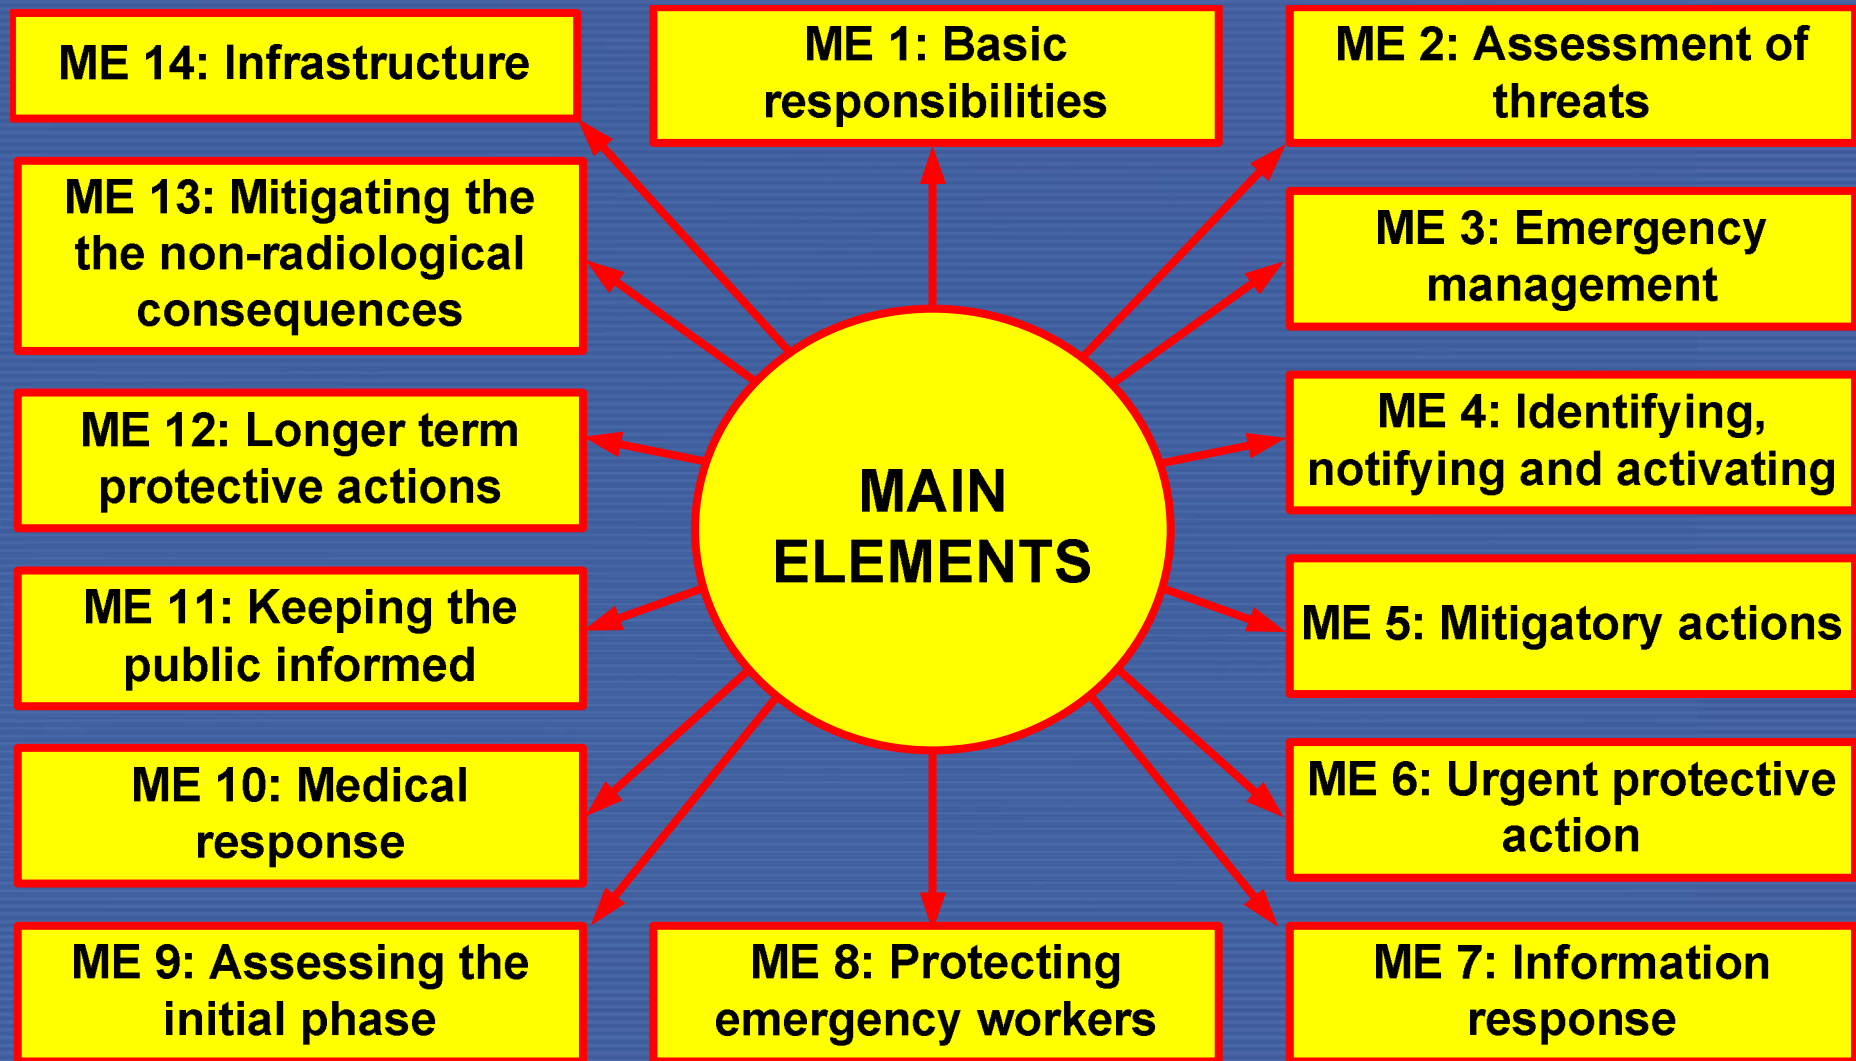 ME 14: Infrastructure
ME 1: Basic
responsibilities
ME 2: Assessment of
threats
ME 13: Mitigating the
the non-radiological
consequences
ME 3: Emergency
management
ME 12: Longer term
protective actions
ME 4: Identifying,
notifying and activating
MAIN
ELEMENTS
ME 11: Keeping the
public informed
ME 5: Mitigatory actions
ME 10: Medical
response
ME 6: Urgent protective
action
ME 9: Assessing the
initial phase
ME 8: Protecting
emergency workers
ME 7: Information
response